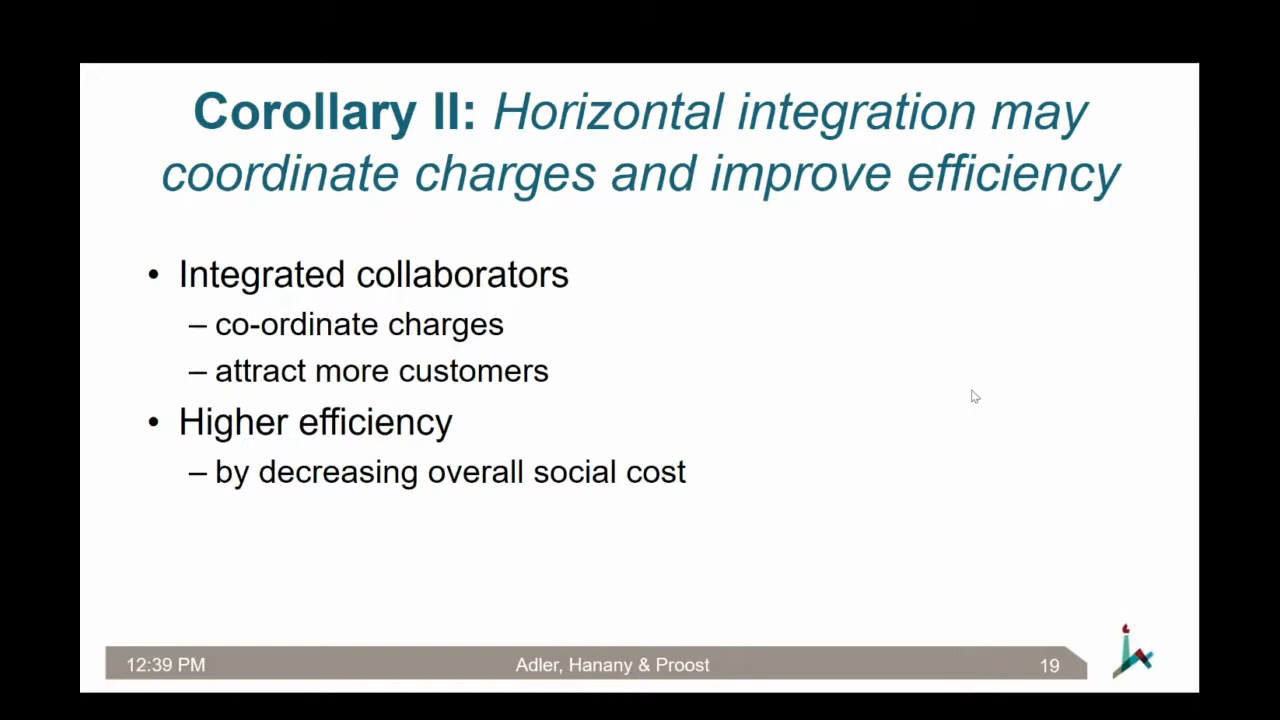 Corollary II: Horizontal integration may
coordinate charges and improve efficiency
• Integrated collaborators
– co-ordinate charges
– attract more customers
• Higher efficiency
– by decreasing overall social cost
12:39 PM
Adler, Hanany & Proost
19